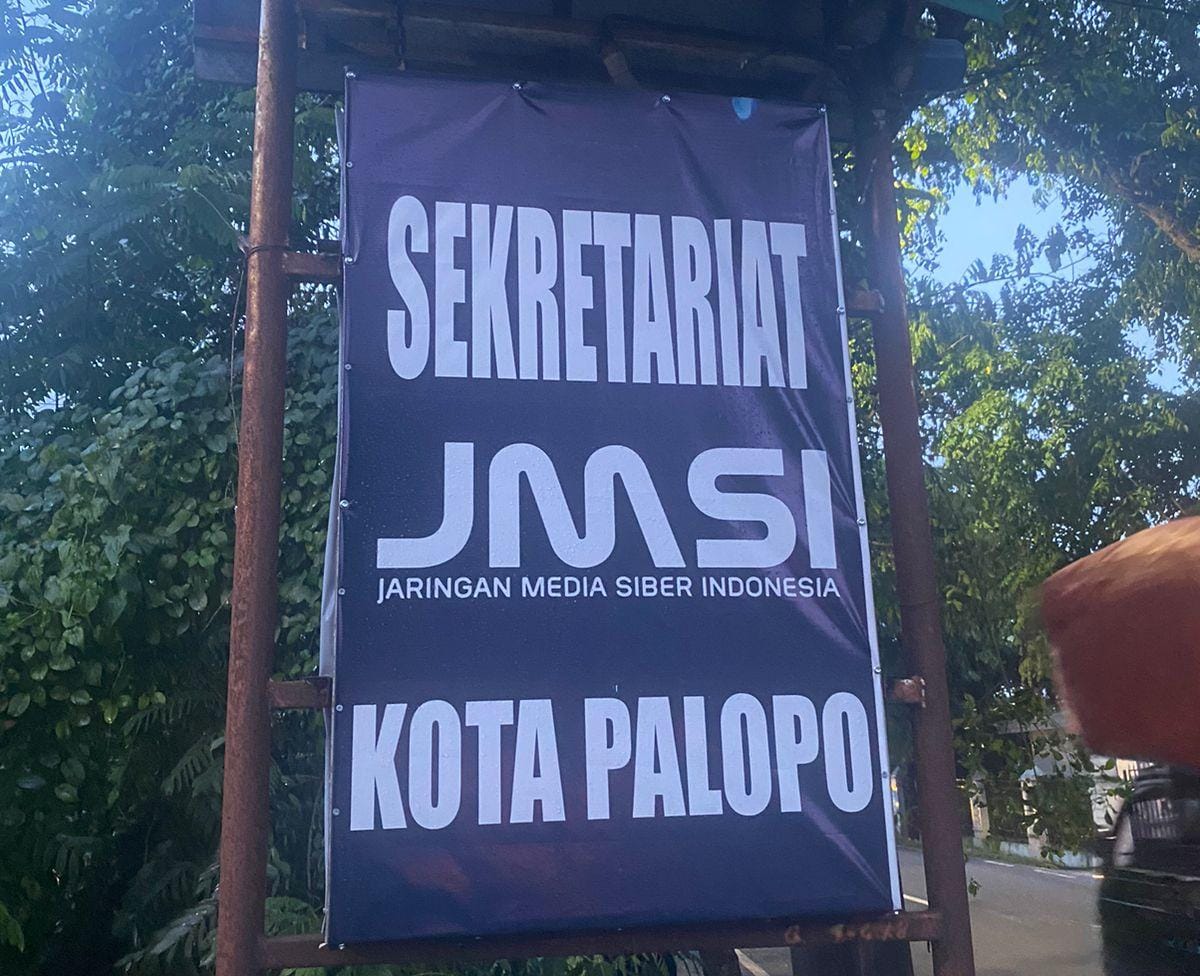 SEKRETARIAT
JMSI
JARINGAN MEDIA SIBER INDONESIA
KOTA PALOPO